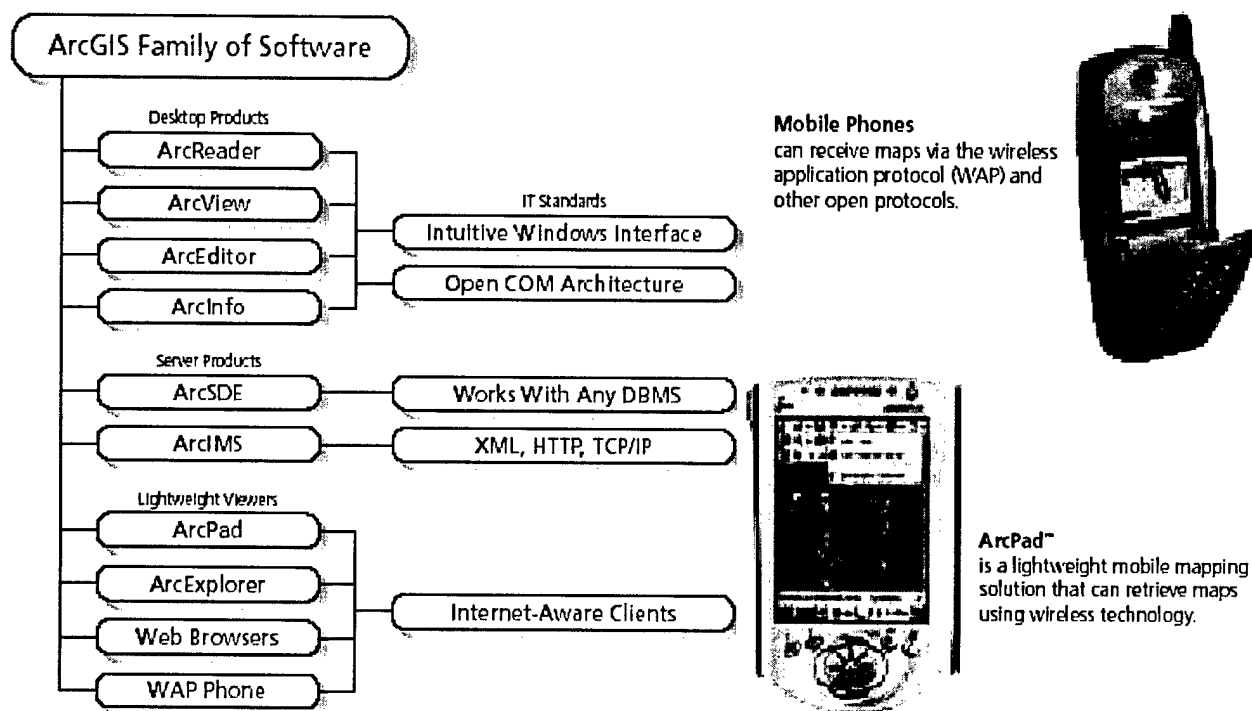 ArcGIS Family of Software
Desktop Products
ArcReader
ArcView
ArcEditor
ArcInfo
IT Standards
Intuitive Windows Interface
Open COM Architecture
Server Products
ArcSDE
Works With Any DBMS
ArcIMS
XML, HTTP, TCP/IP
Lightweight Viewers
ArcPad
ArcExplorer
Web Browsers
WAP Phone
Internet-Aware Clients
Mobile Phones
can receive maps via the wireless
application protocol (WAP) and
other open protocols.
ArcPad™
is a lightweight mobile mapping
solution that can retrieve maps
using wireless technology.